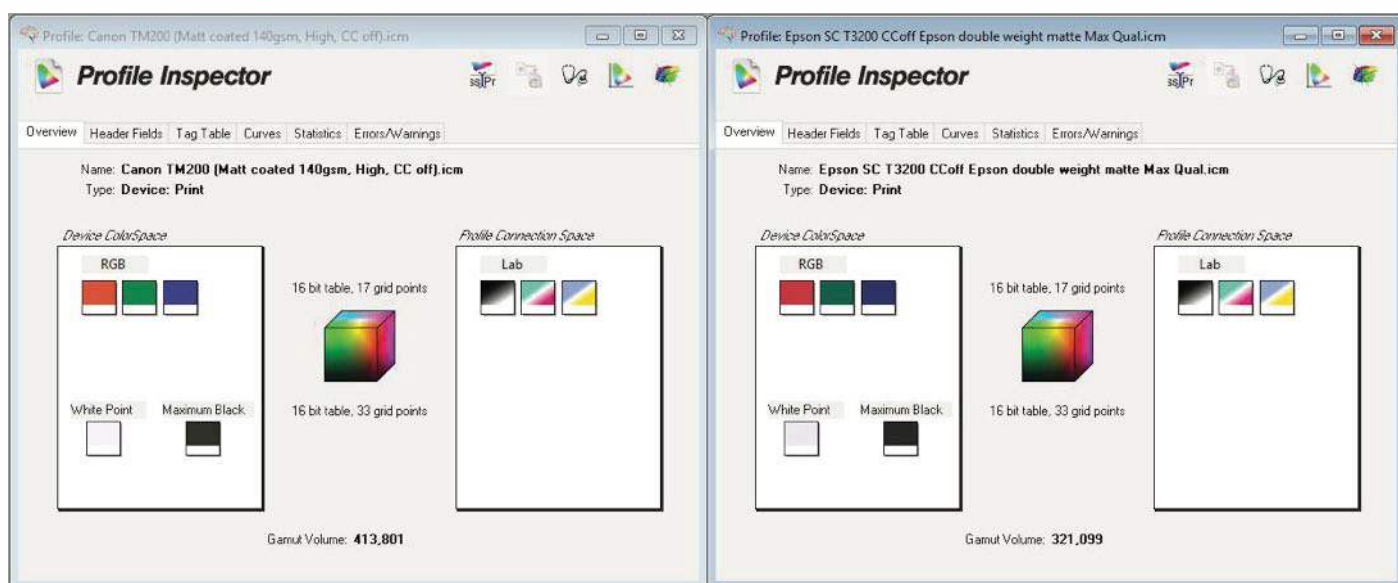 Profile: Canon TM200 (Matt coated 140gsm, High, CC off).icm
Profile Inspector
Overview Header Fields Tag Table Curves Statistics Errors/Warnings
Name: Canon TM200 (Matt coated 140gsm, High, CC off).icm
Type: Device: Print
Device ColorSpace
Profile Connection Space
RGB
Lab
16 bit table, 17 grid points
White Point Maximum Black
16 bit table, 33 grid points
Gamut Volume: 413,801
Profile: Epson SC T3200 CCoff Epson double weight matte Max Qual.icm
Profile Inspector
Overview Header Fields Tag Table Curves Statistics Errors/Warnings
Name: Epson SC T3200 CCoff Epson double weight matte Max Qual.icm
Type: Device: Print
Device ColorSpace
Profile Connection Space
RGB
Lab
16 bit table, 17 grid points
White Point Maximum Black
16 bit table, 33 grid points
Gamut Volume: 321,099